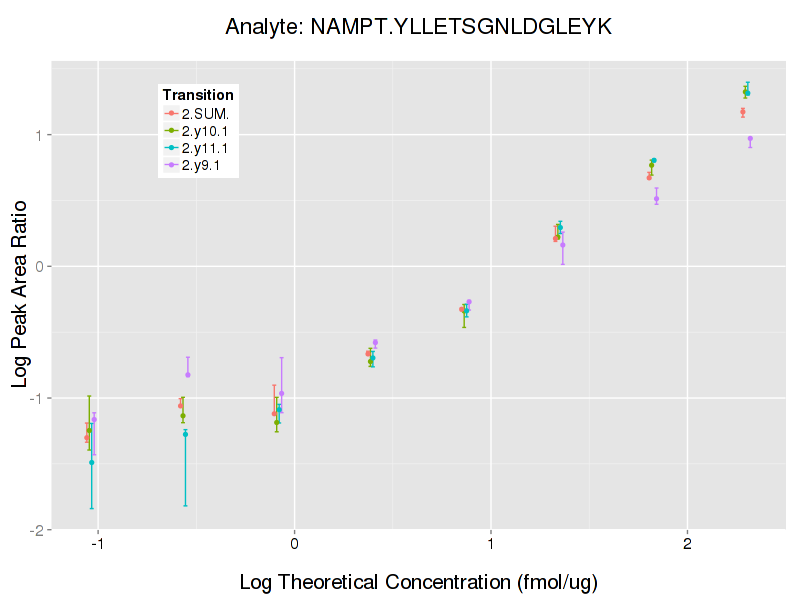 Analyte: NAMPT.YLLETSGNLDGLEYK
Log Peak Area Ratio
1
0
-1
-2
Transition
2.SUM.
2.y10.1
2.y11.1
2.y9.1
-1 0 1 2
Log Theoretical Concentration (fmol/ug)